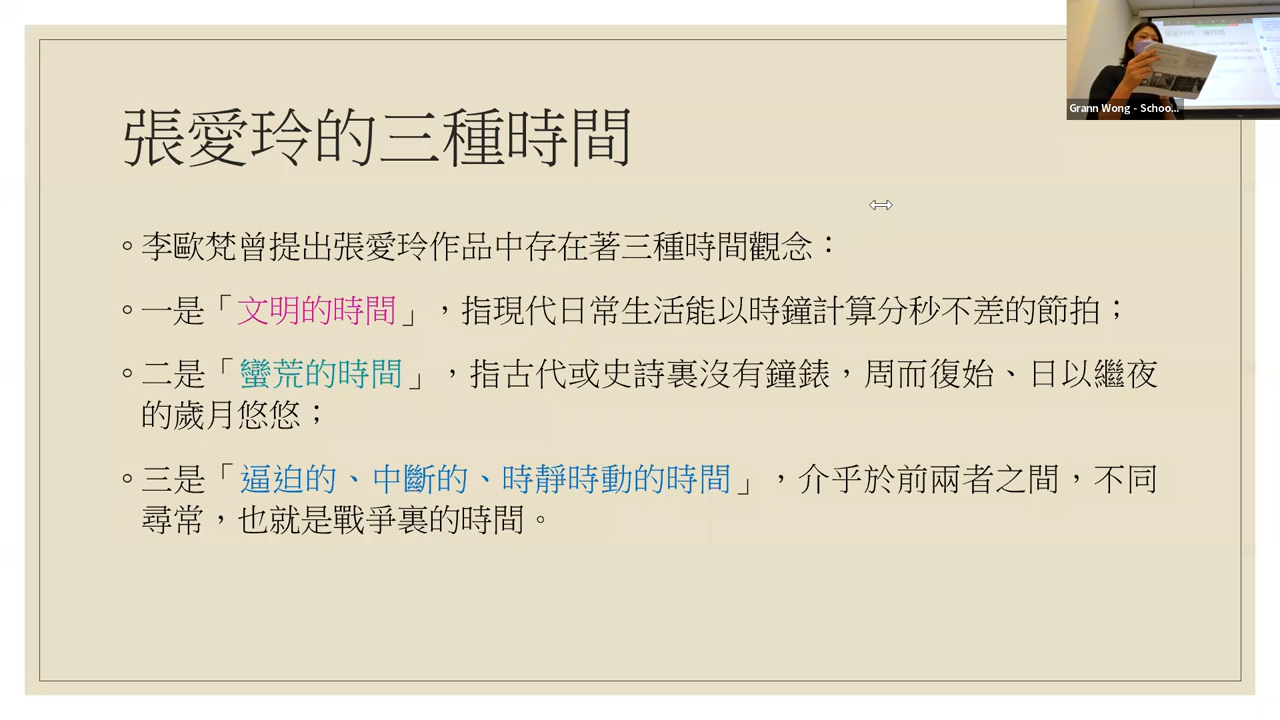 張愛玲的三種時間
李歐梵曾提出張愛玲作品中存在著三種時間觀念：
一是「文明的時間」，指現代日常生活能以時鐘計算分秒不差的節拍；
二是「蠻荒的時間」，指古代或史詩裏沒有鐘錶，周而復始、日以繼夜
的歲月悠悠；
三是「逼迫的、中斷的、時靜時動的時間」，介乎於前兩者之間，不同
尋常，也就是戰爭裏的時間。
Grann Wong - Schoo...